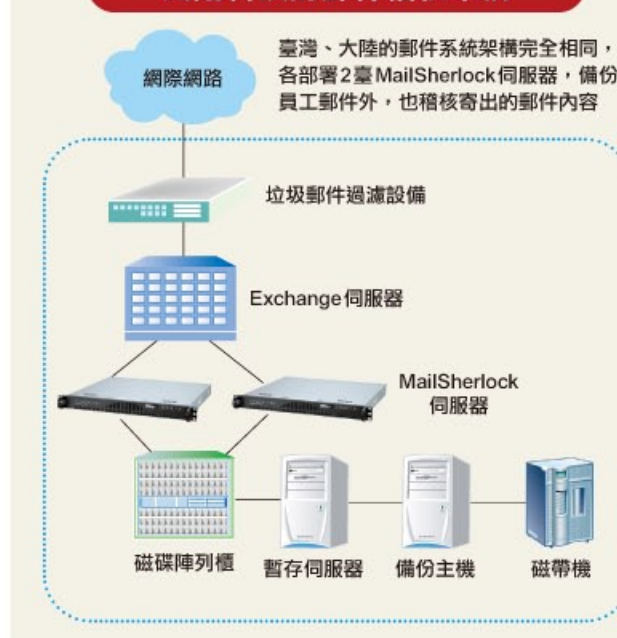 網際網路
臺灣、大陸的郵件系統架構完全相同，
各部署2臺MailSherlock伺服器，備份
員工郵件外，也稽核寄出的郵件內容
垃圾郵件過濾設備
Exchange伺服器
MailSherlock
伺服器
磁碟陣列櫃
暫存伺服器
備份主機
磁帶機